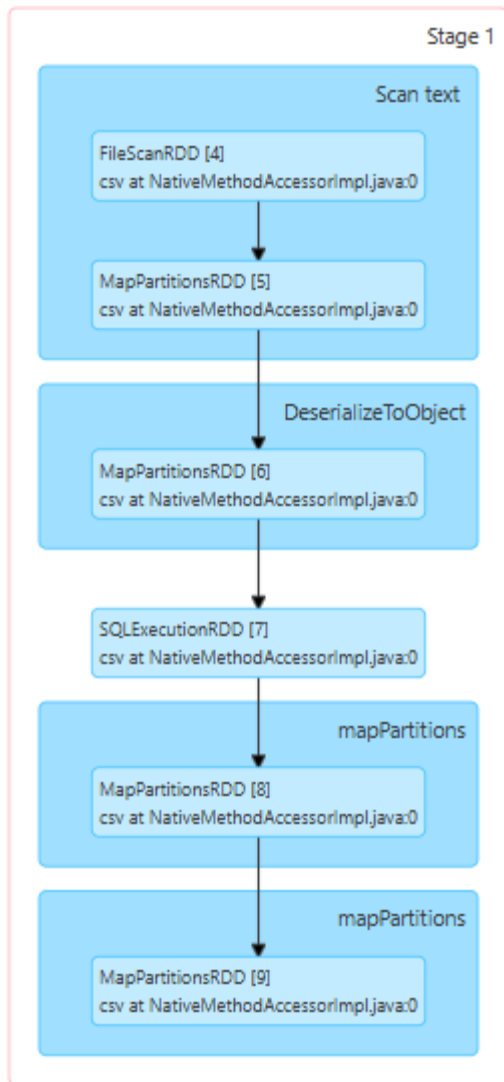 Stage 1
Scan text
FileScanRDD [4]
csv at NativeMethodAccessorImpl.java:0
MapPartitionsRDD [5]
csv at NativeMethodAccessorImpl.java:0
DeserializeToObject
MapPartitionsRDD [6]
csv at NativeMethodAccessorImpl.java:0
SQLExecutionRDD [7]
csv at NativeMethodAccessorImpl.java:0
mapPartitions
MapPartitionsRDD [8]
csv at NativeMethodAccessorImpl.java:0
mapPartitions
MapPartitionsRDD [9]
csv at NativeMethodAccessorImpl.java:0